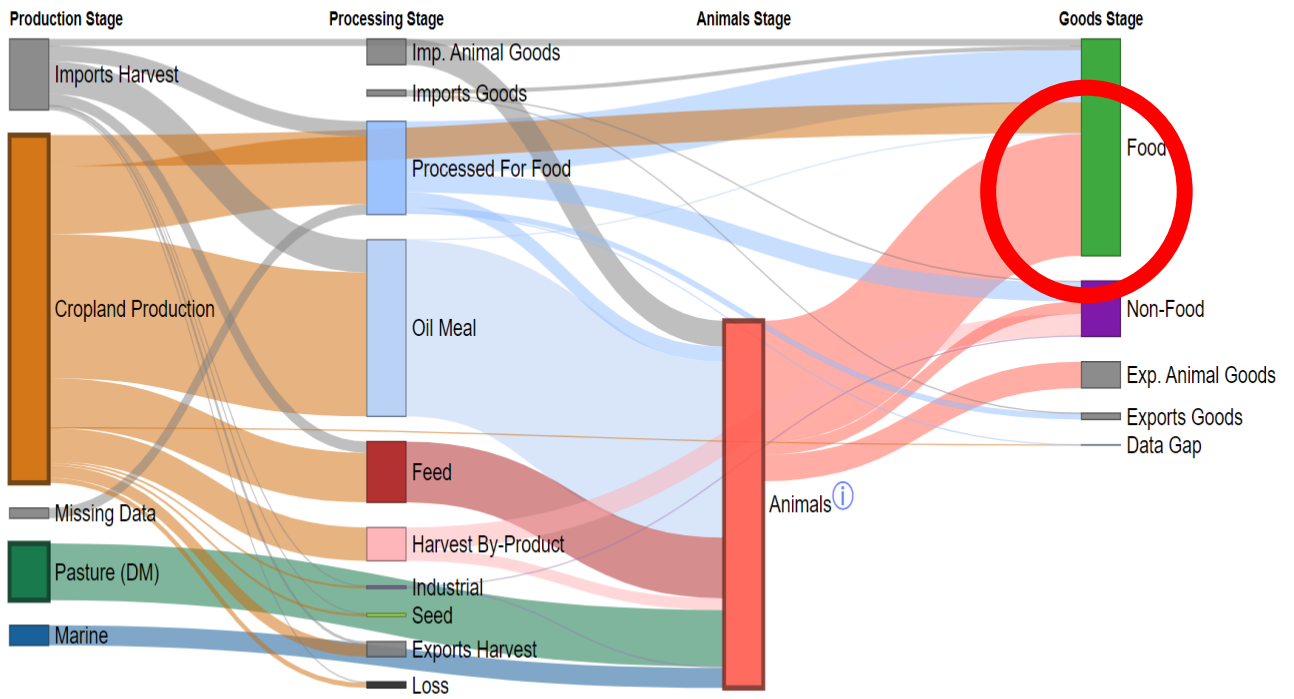 Production Stage
Processing Stage
Animals Stage
Goods Stage
Imports Harvest
Cropland Production
Missing Data
Pasture (DM)
Marine
Imp. Animal Goods
Imports Goods
Processed For Food
Oil Meal
Feed
Harvest By-Product
Industrial
Seed
Exports Harvest
Loss
Animals ⓘ
Food
Non-Food
Exp. Animal Goods
Exports Goods
Data Gap